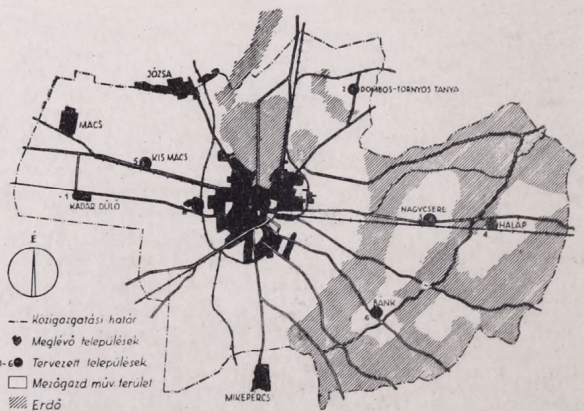 JÓZSA
2 DOMBOS-TORNYOS TANYA
MACS
5 KIS MACS
1
KÁDÁR DŰLŐ
NAGYCSERE
3
HALÁP
4
É
BÁNK
6
MIKEPÉRCS
Közigazgatási határ
Meglévő települések
1-6 Tervezett települések
Mezőgazd. műv. terület
Erdő